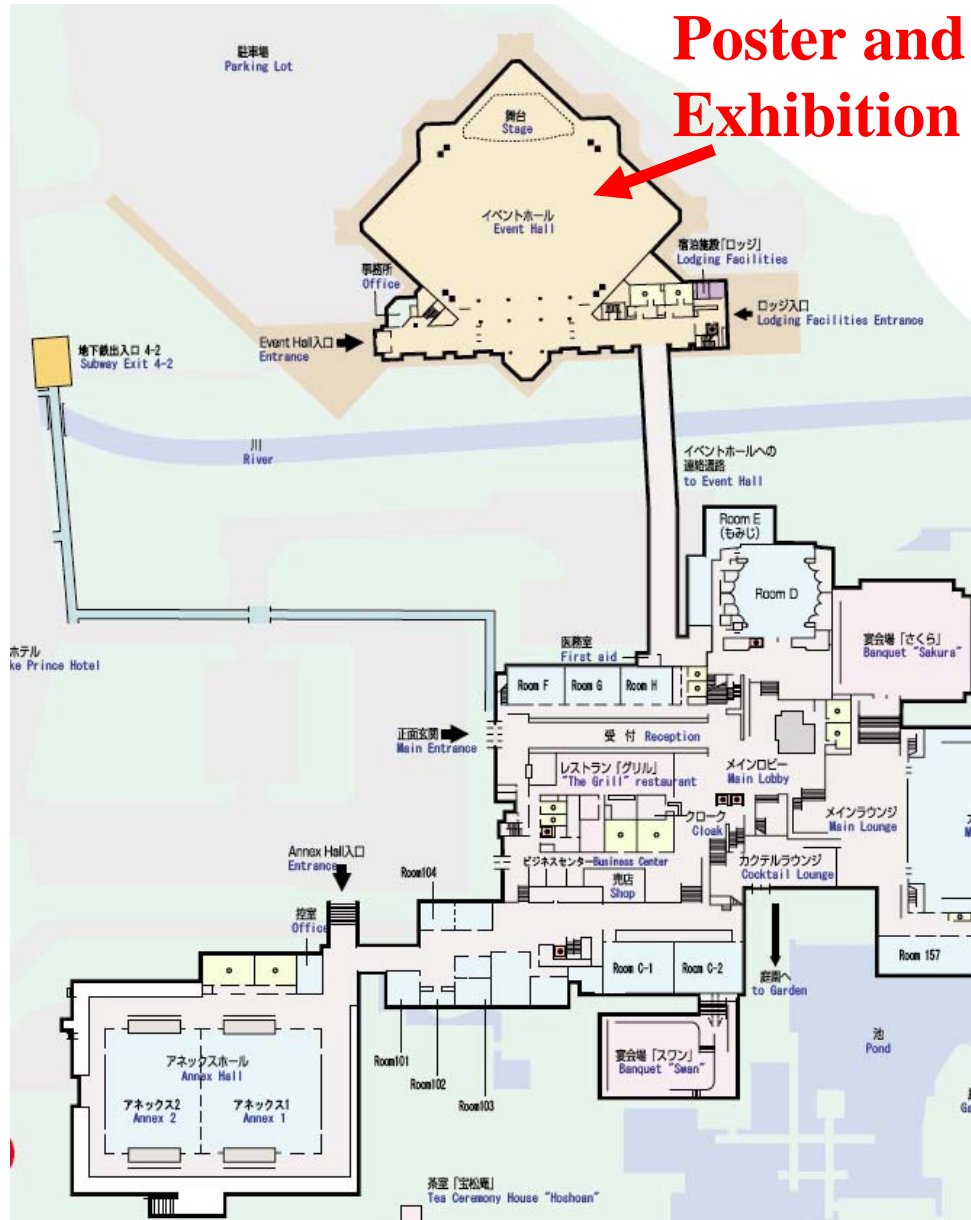 Poster and
Exhibition
駐車場
Parking Lot
舞台
Stage
イベントホール
Event Hall
宿泊施設「ロッジ」
Lodging Facilities
事務所
Office
ロッジ入口
Lodging Facilities Entrance
Event Hall入口
Entrance
地下鉄出入口 4-2
Subway Exit 4-2
川
River
イベントホールへの
連絡通路
to Event Hall
Room E
(もみじ)
Room D
宴会場「さくら」
Banquet "Sakura"
医務室
First aid
ホテル
ke Prince Hotel
Room F
Room G
Room H
正面玄関
Main Entrance
受 付 Reception
レストラン「グリル」
"The Grill" restaurant
メインロビー
Main Lobby
クローク
Cloak
メインラウンジ
Main Lounge
ビジネスセンター Business Center
カクテルラウンジ
Cocktail Lounge
売店
Shop
Annex Hall入口
Entrance
Room104
控室
Office
Room C-1
Room C-2
Room 157
庭園へ
to Garden
池
Pond
アネックスホール
Annex Hall
アネックス2
Annex 2
アネックス1
Annex 1
Room101
Room102
Room103
宴会場「スワン」
Banquet "Swan"
Ga
茶室「宝松庵」
Tea Ceremony House "Hoshoan"